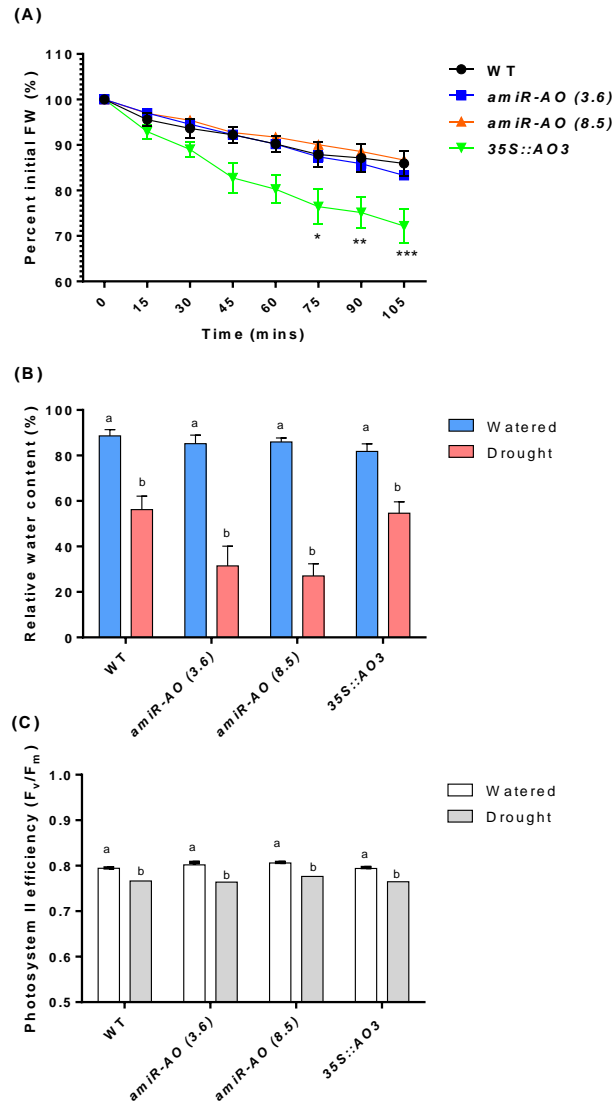 (A)
Percent initial FW (%)
110
100
90
80
70
60
0 15 30 45 60 75 90 105
Time (mins)
* ** ***
WT
amiR-AO (3.6)
amiR-AO (8.5)
35S::AO3
(B)
Relative water content (%)
100
80
60
40
20
0
a b a b a b a b
WT amiR-AO (3.6) amiR-AO (8.5) 35S::AO3
Watered
Drought
(C)
Photosystem II efficiency (Fv/Fm)
1.0
0.9
0.8
0.7
0.6
0.5
a b a b a b a b
WT amiR-AO (3.6) amiR-AO (8.5) 35S::AO3
Watered
Drought